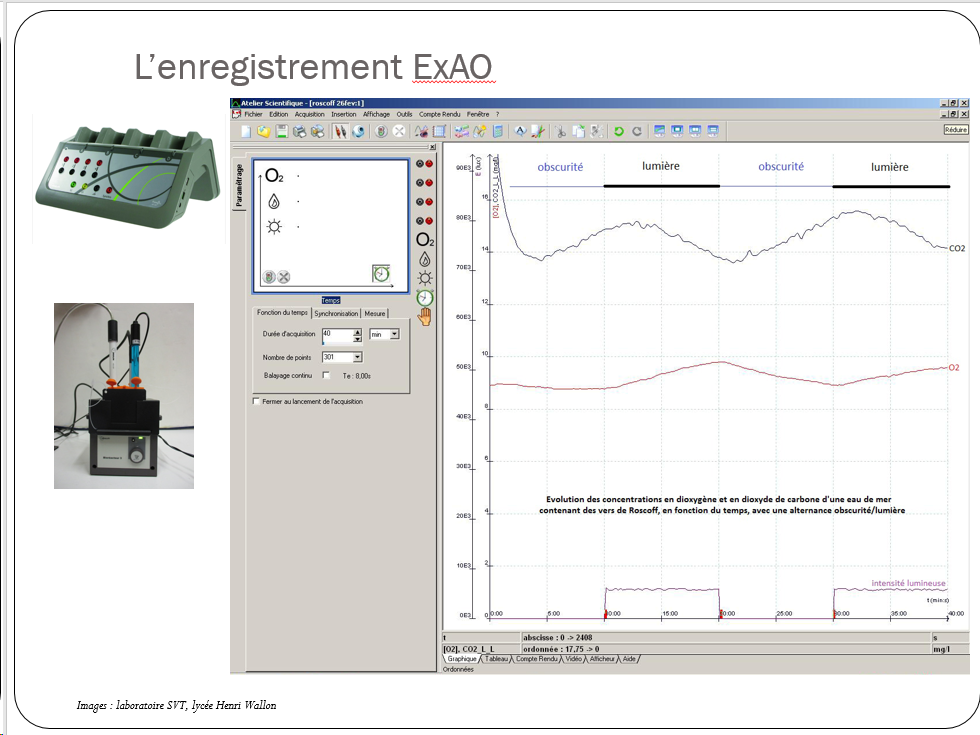 L'enregistrement ExAO
Atelier Scientifique - [roscoff 26fev:1]
Fichier Edition Acquisition Insertion Affichage Outils Compte Rendu Fenêtre ?
Réduire
Paramétrage
O2
O2
Temps
Fonction du temps Synchronisation Mesure
Durée d'acquisition 40 min
Nombre de points 301
Balayage continu Te : 8,00s
Fermer au lancement de l'acquisition
E (lux)
[O2], CO2_L_L (mg/l)
obscurité lumière obscurité lumière
90E3
80E3
70E3
60E3
50E3
40E3
30E3
20E3
10E3
0E3
16
14
12
10
8
6
4
2
0
CO2
O2
Evolution des concentrations en dioxygène et en dioxyde de carbone d'une eau de mer
contenant des vers de Roscoff, en fonction du temps, avec une alternance obscurité/lumière
intensité lumineuse
t (min:s)
0:00 5:00 15:00 25:00 35:00 40:00
t abscisse : 0 -> 2408 s
[O2], CO2_L_L ordonnée : 17,75 -> 0 mg/l
Graphique Tableau Compte Rendu Vidéo Afficheur Aide
Ordonnées
Images : laboratoire SVT, lycée Henri Wallon